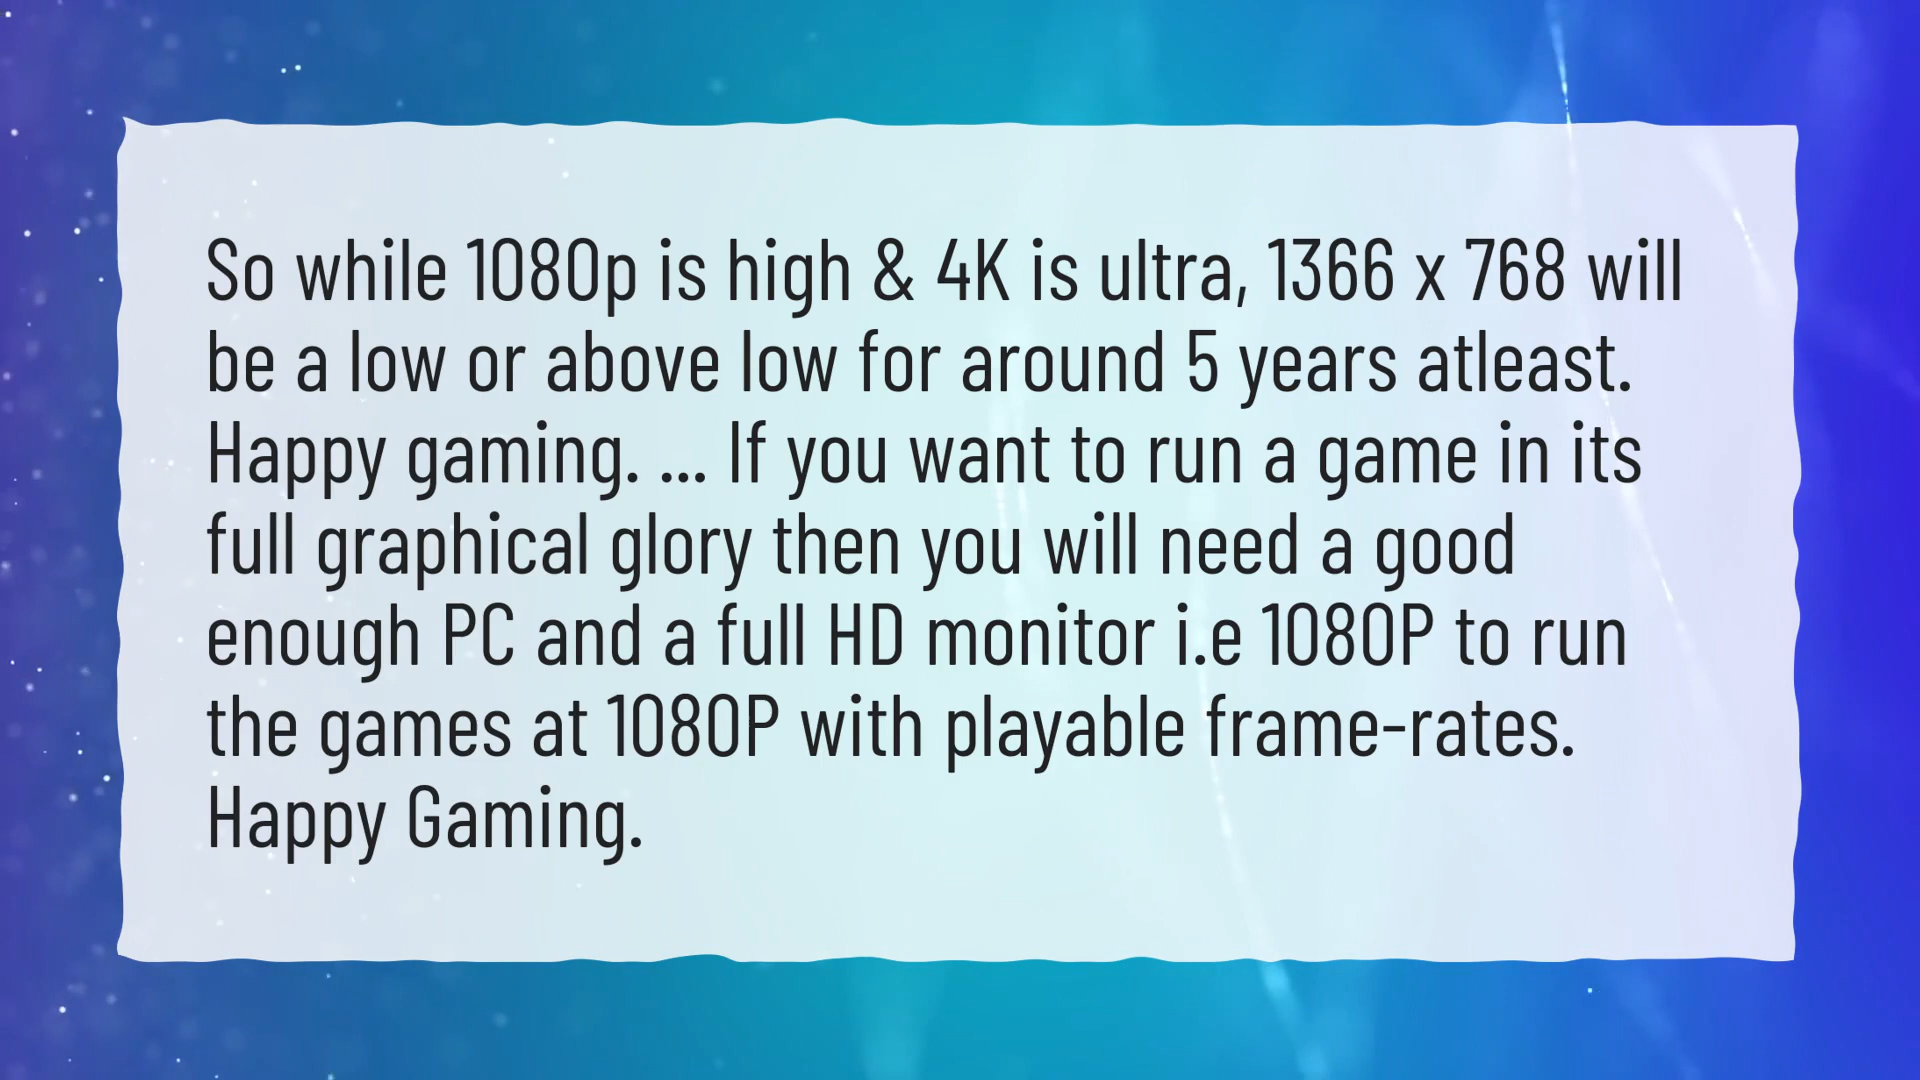 So while 1080p is high & 4K is ultra, 1366 x 768 will
be a low or above low for around 5 years atleast.
Happy gaming. ... If you want to run a game in its
full graphical glory then you will need a good
enough PC and a full HD monitor i.e 1080P to run
the games at 1080P with playable frame-rates.
Happy Gaming.